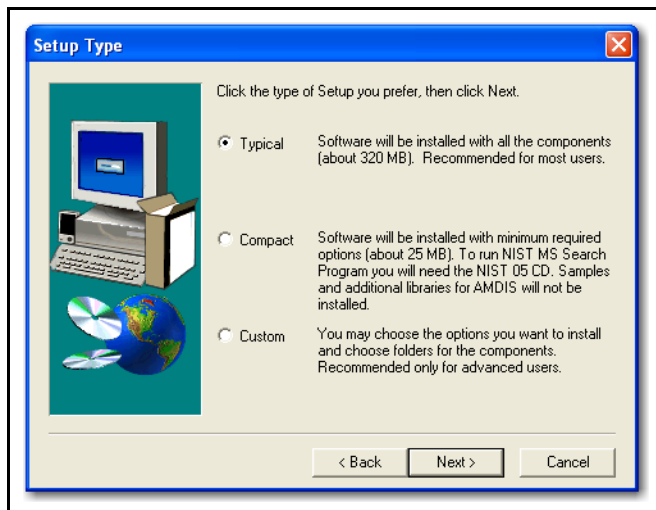 Setup Type
Click the type of Setup you prefer, then click Next.
Typical
Software will be installed with all the components
(about 320 MB). Recommended for most users.
Compact
Software will be installed with minimum required
options (about 25 MB). To run NIST MS Search
Program you will need the NIST 05 CD. Samples
and additional libraries for AMDIS will not be
installed.
Custom
You may choose the options you want to install
and choose folders for the components.
Recommended only for advanced users.
< Back
Next >
Cancel